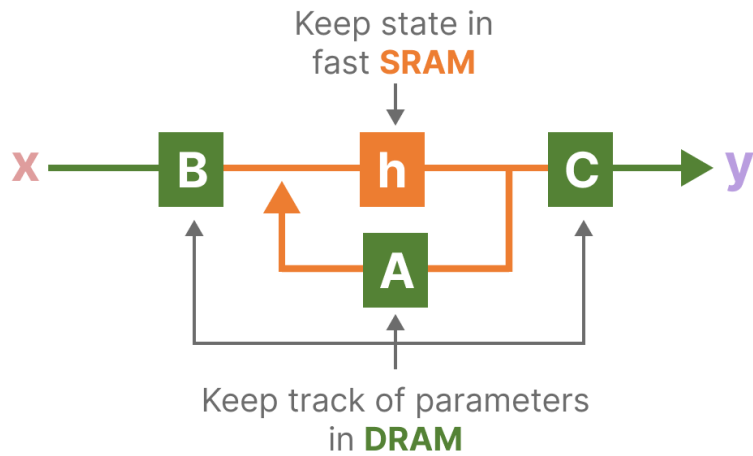 Keep state in
fast SRAM
x
B
h
C
y
A
Keep track of parameters
in DRAM